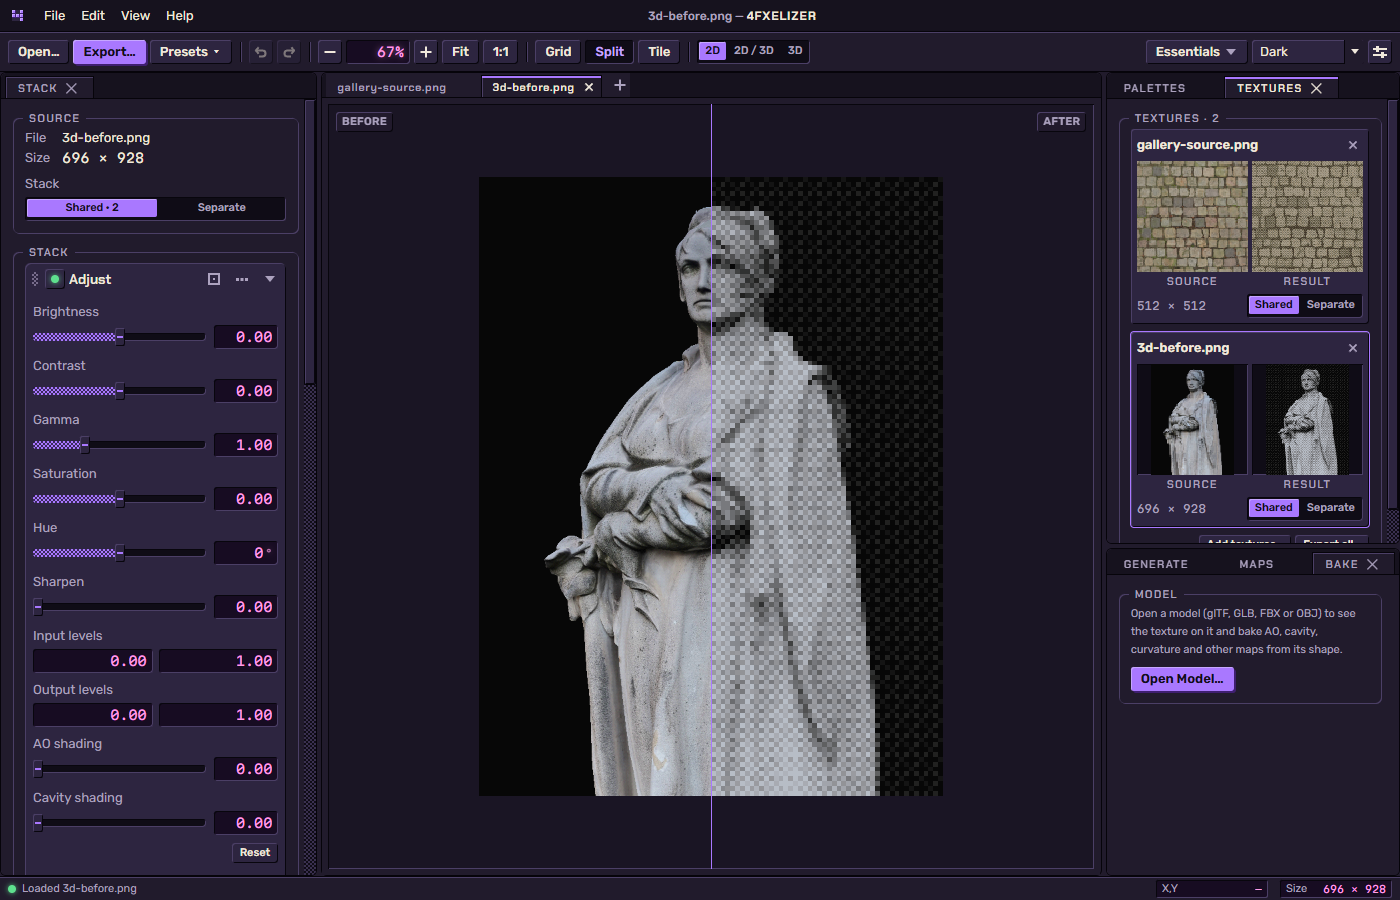 File Edit View Help
3d-before.png — 4FXELIZER
Open... Export... Presets
67% Fit 1:1 Grid Split Tile 2D 2D / 3D 3D
Essentials Dark
STACK
gallery-source.png 3d-before.png
PALETTES TEXTURES
SOURCE
File 3d-before.png
Size 696 × 928
Stack
Shared · 2 Separate
STACK
Adjust
Brightness
0.00
Contrast
0.00
Gamma
1.00
Saturation
0.00
Hue
0°
Sharpen
0.00
Input levels
0.00 1.00
Output levels
0.00 1.00
AO shading
0.00
Cavity shading
0.00
Reset
BEFORE AFTER
TEXTURES · 2
gallery-source.png
SOURCE RESULT
512 × 512 Shared Separate
3d-before.png
SOURCE RESULT
696 × 928 Shared Separate
Add textures... Export all...
GENERATE MAPS BAKE
MODEL
Open a model (glTF, GLB, FBX or OBJ) to see
the texture on it and bake AO, cavity,
curvature and other maps from its shape.
Open Model...
Loaded 3d-before.png
X,Y —
Size 696 × 928